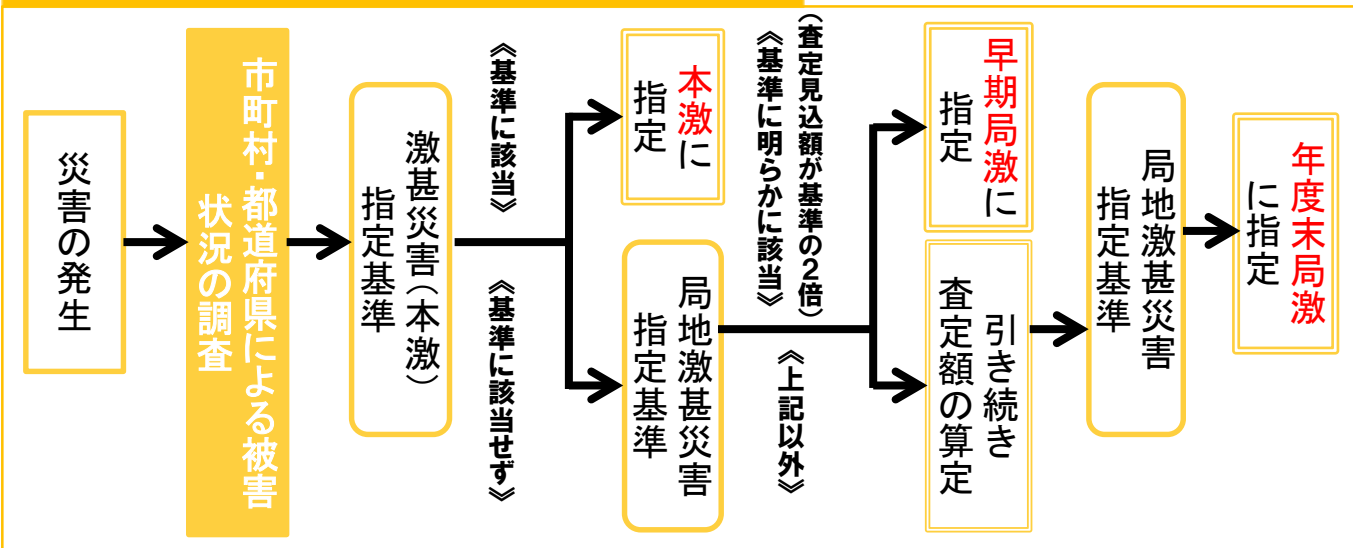 災害の発生
市町村・都道府県による被害
状況の調査
激甚災害(本激)
指定基準
《基準に該当》
《基準に該当せず》
本激に
指定
局地激甚災害
指定基準
(査定見込額が基準の2倍)
《基準に明らかに該当》
《上記以外》
早期局激に
指定
引き続き
査定額の算定
局地激甚災害
指定基準
年度末局激
に指定